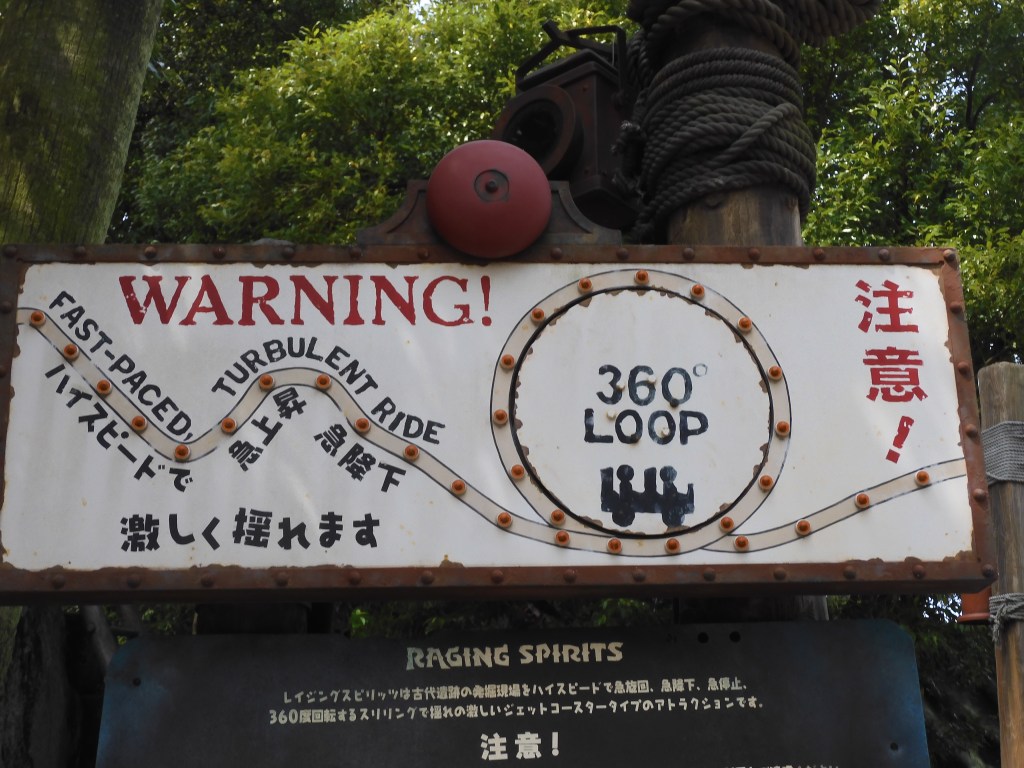 WARNING!
FAST-PACED,
TURBULENT RIDE
ハイスピードで
急上昇
急降下
激しく揺れます
360°
LOOP
注意!
RAGING SPIRITS
レイジングスピリッツは古代遺跡の発掘現場をハイスピードで急旋回、急降下、急停止、
360度回転するスリリングで揺れの激しいジェットコースタータイプのアトラクションです。
注意!